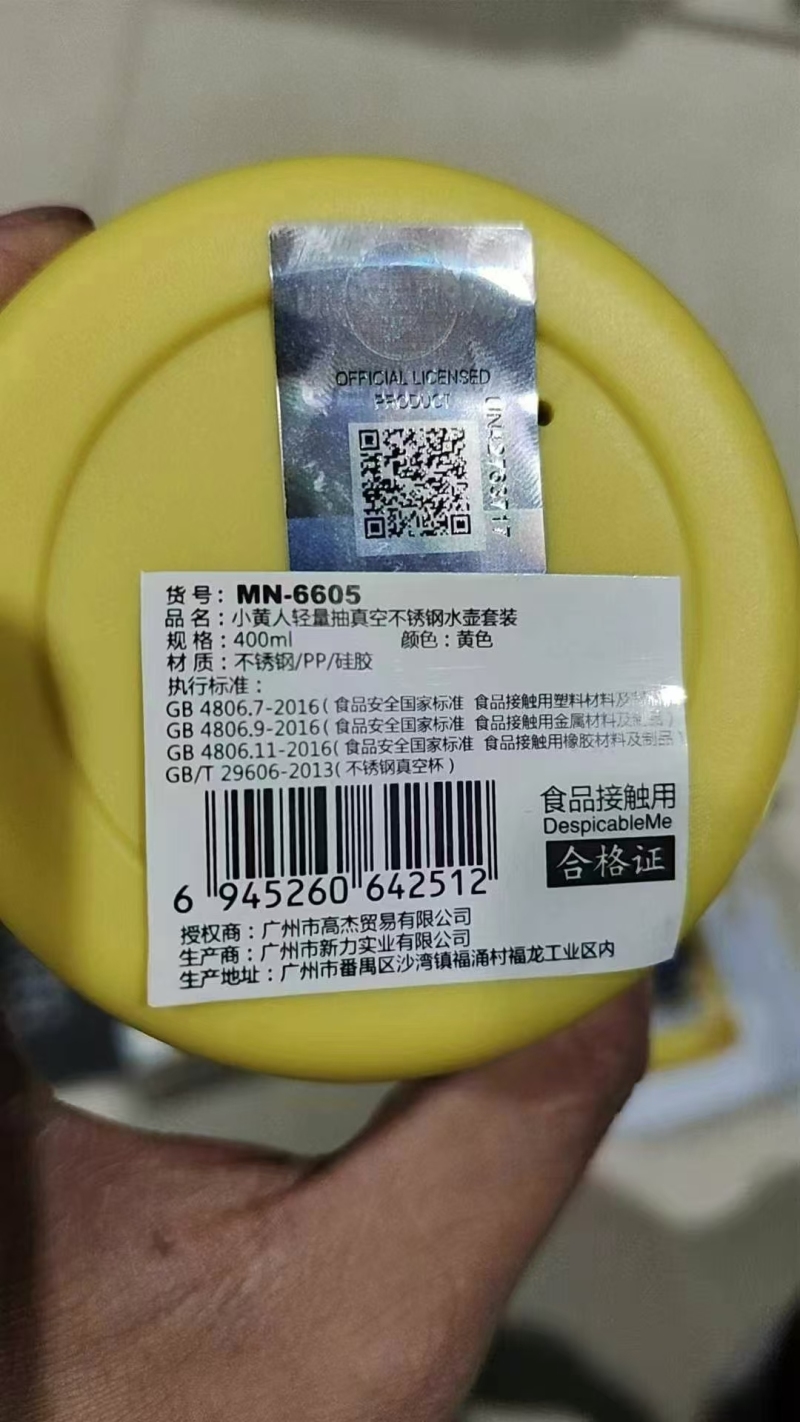 OFFICIAL LICENSED
PRODUCT
货号：MN-6605
品名：小黄人轻量抽真空不锈钢水壶套装
规格：400ml 颜色：黄色
材质：不锈钢/PP/硅胶
执行标准：
GB 4806.7-2016(食品安全国家标准 食品接触用塑料材料及制品)
GB 4806.9-2016(食品安全国家标准 食品接触用金属材料及制品)
GB 4806.11-2016(食品安全国家标准 食品接触用橡胶材料及制品)
GB/T 29606-2013(不锈钢真空杯)
食品接触用
DespicableMe
合格证
6 945260 642512
授权商：广州市高杰贸易有限公司
生产商：广州市新力实业有限公司
生产地址：广州市番禺区沙湾镇福涌村福龙工业区内